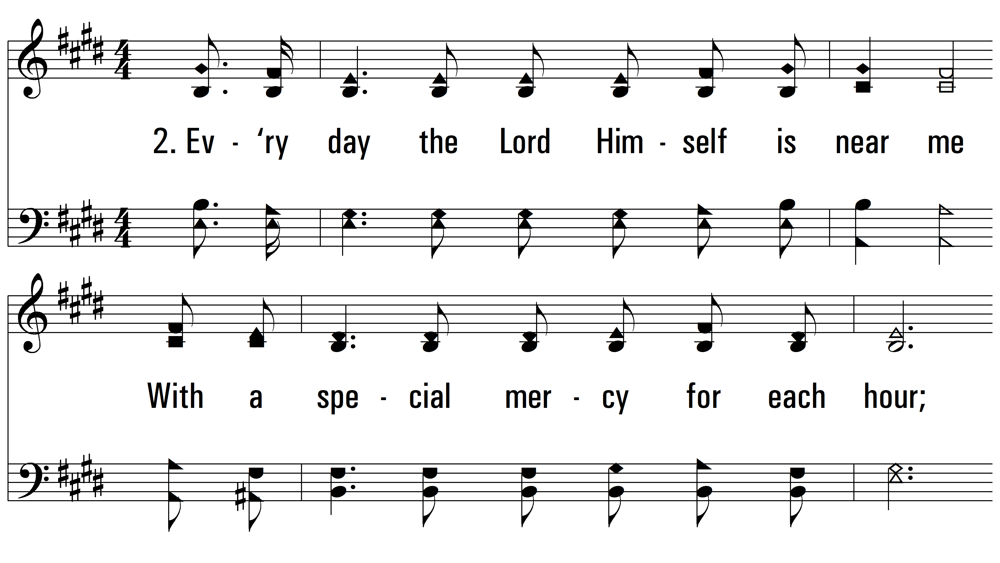 2. Ev - ‘ry day the Lord Him - self is near me
With a spe - cial mer - cy for each hour;